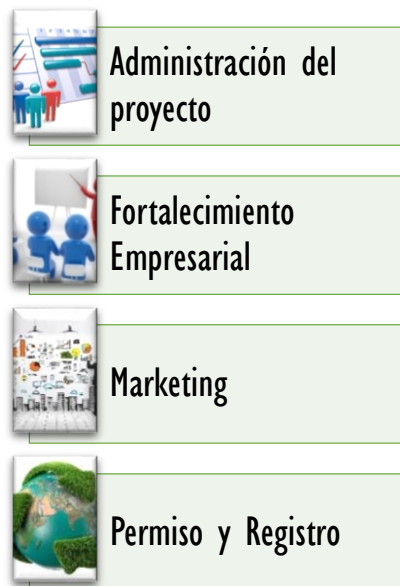 Administración del
proyecto
Fortalecimiento
Empresarial
Marketing
Permiso y Registro